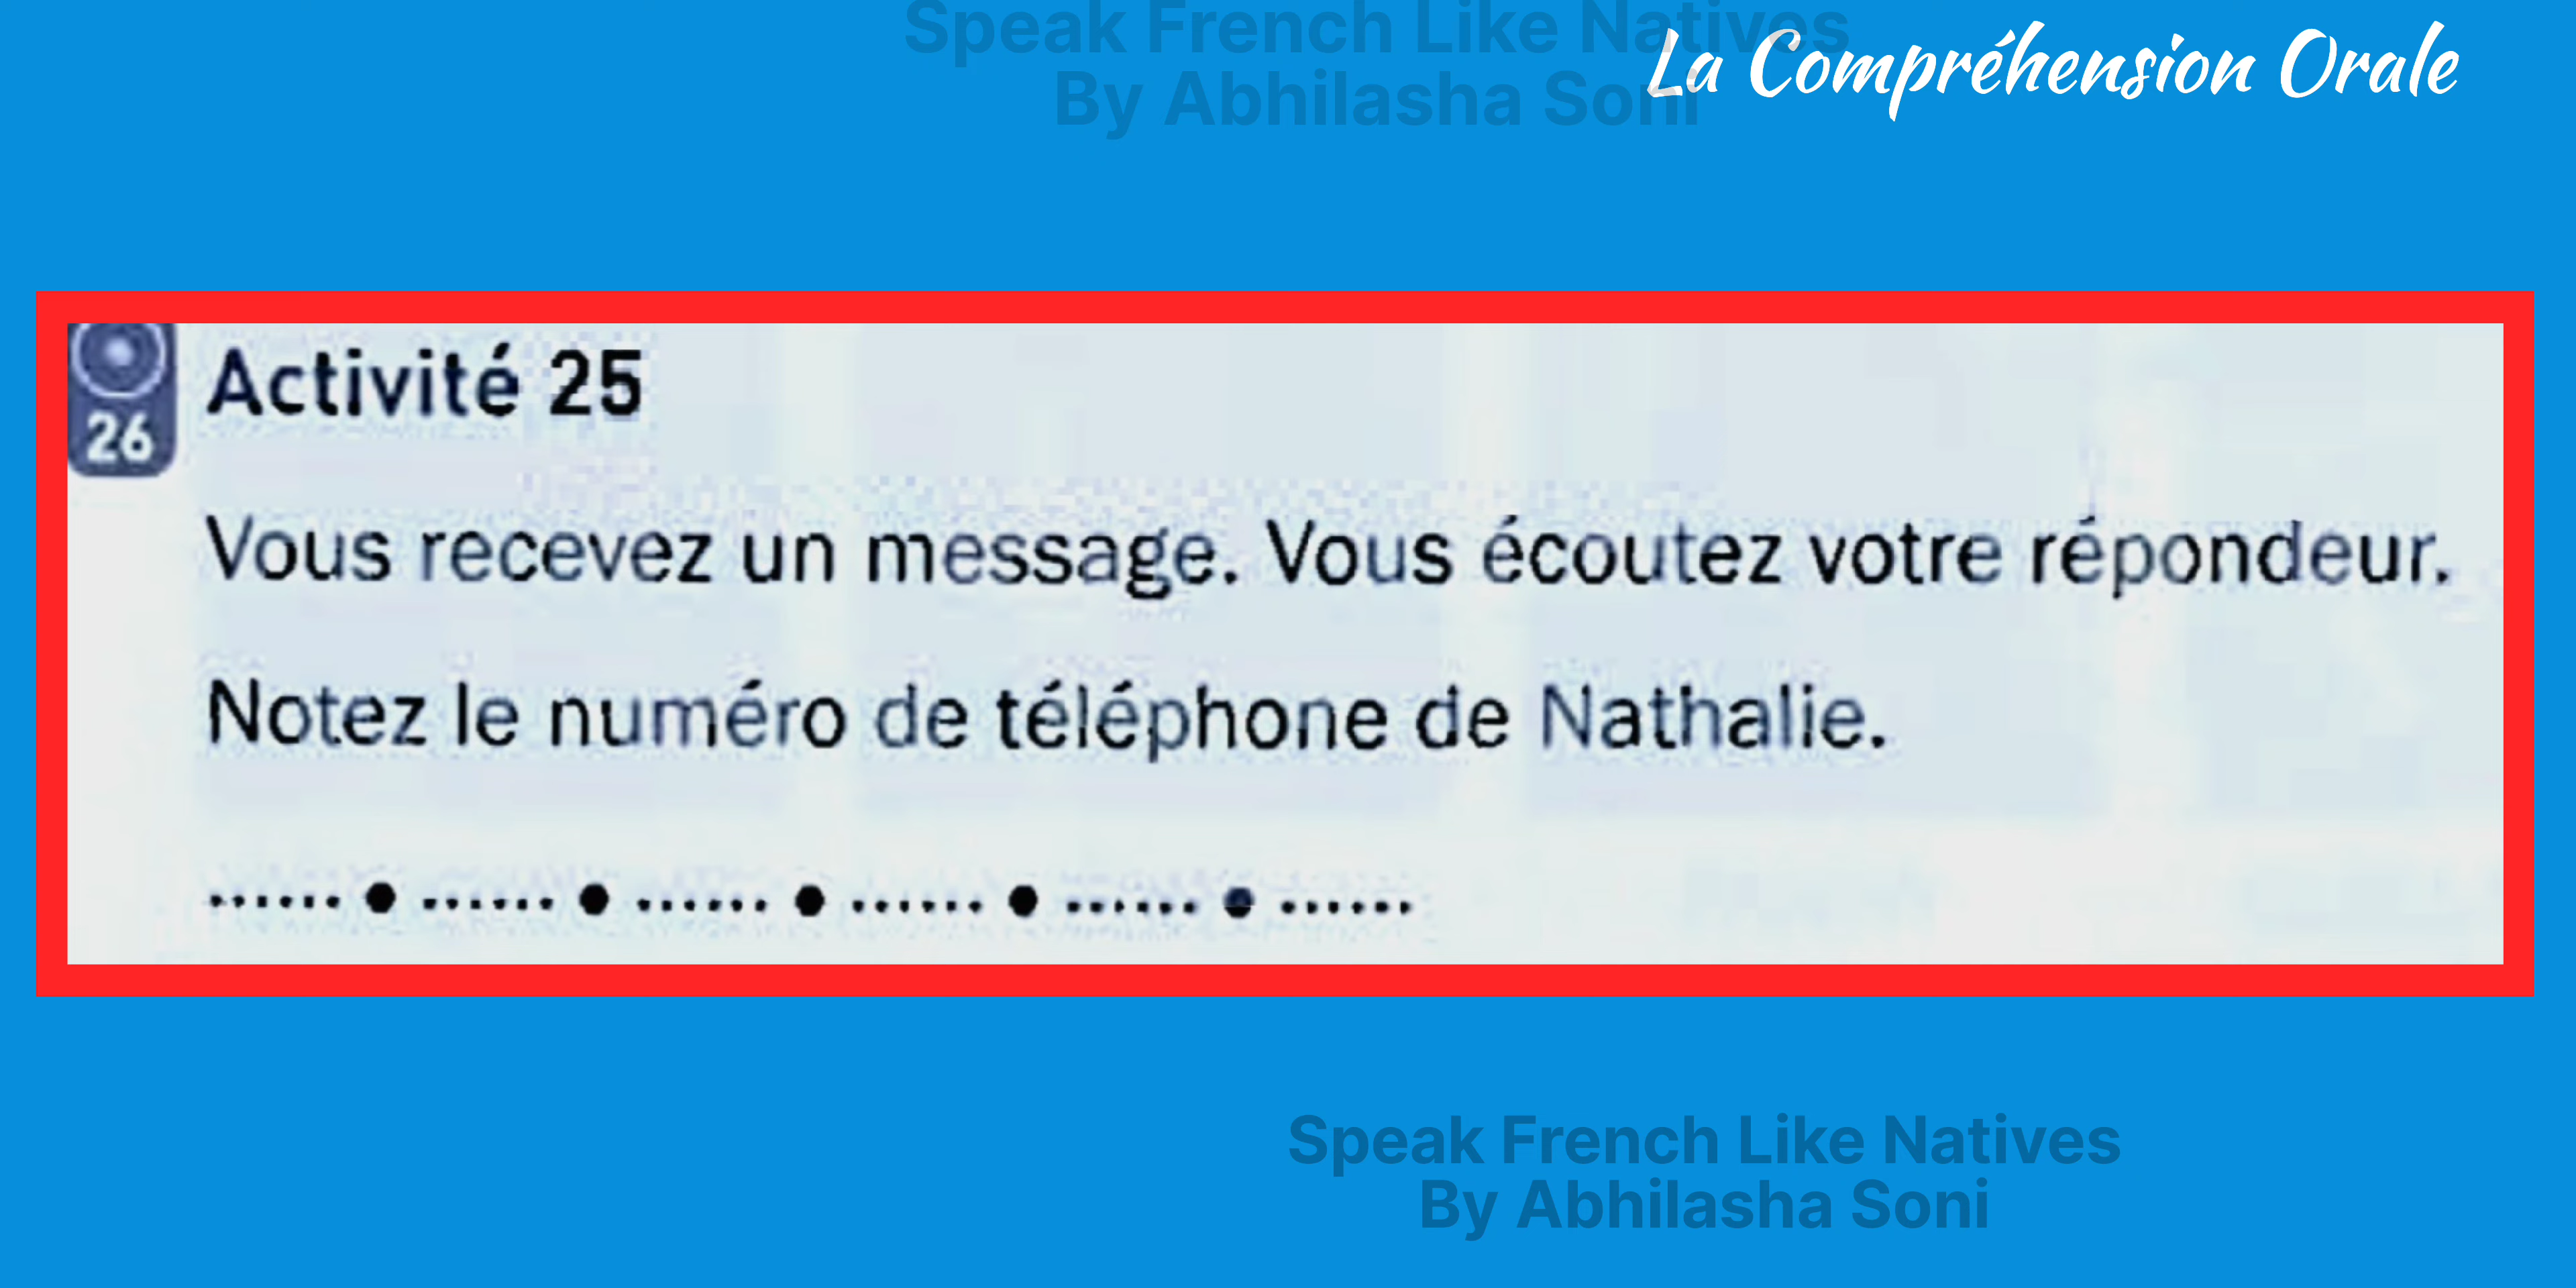 Speak French Like Natives
By Abhilasha Soni
La Compréhension Orale
26
Activité 25
Vous recevez un message. Vous écoutez votre répondeur.
Notez le numéro de téléphone de Nathalie.
...... ● ...... ● ...... ● ...... ● ...... ● ......
Speak French Like Natives
By Abhilasha Soni